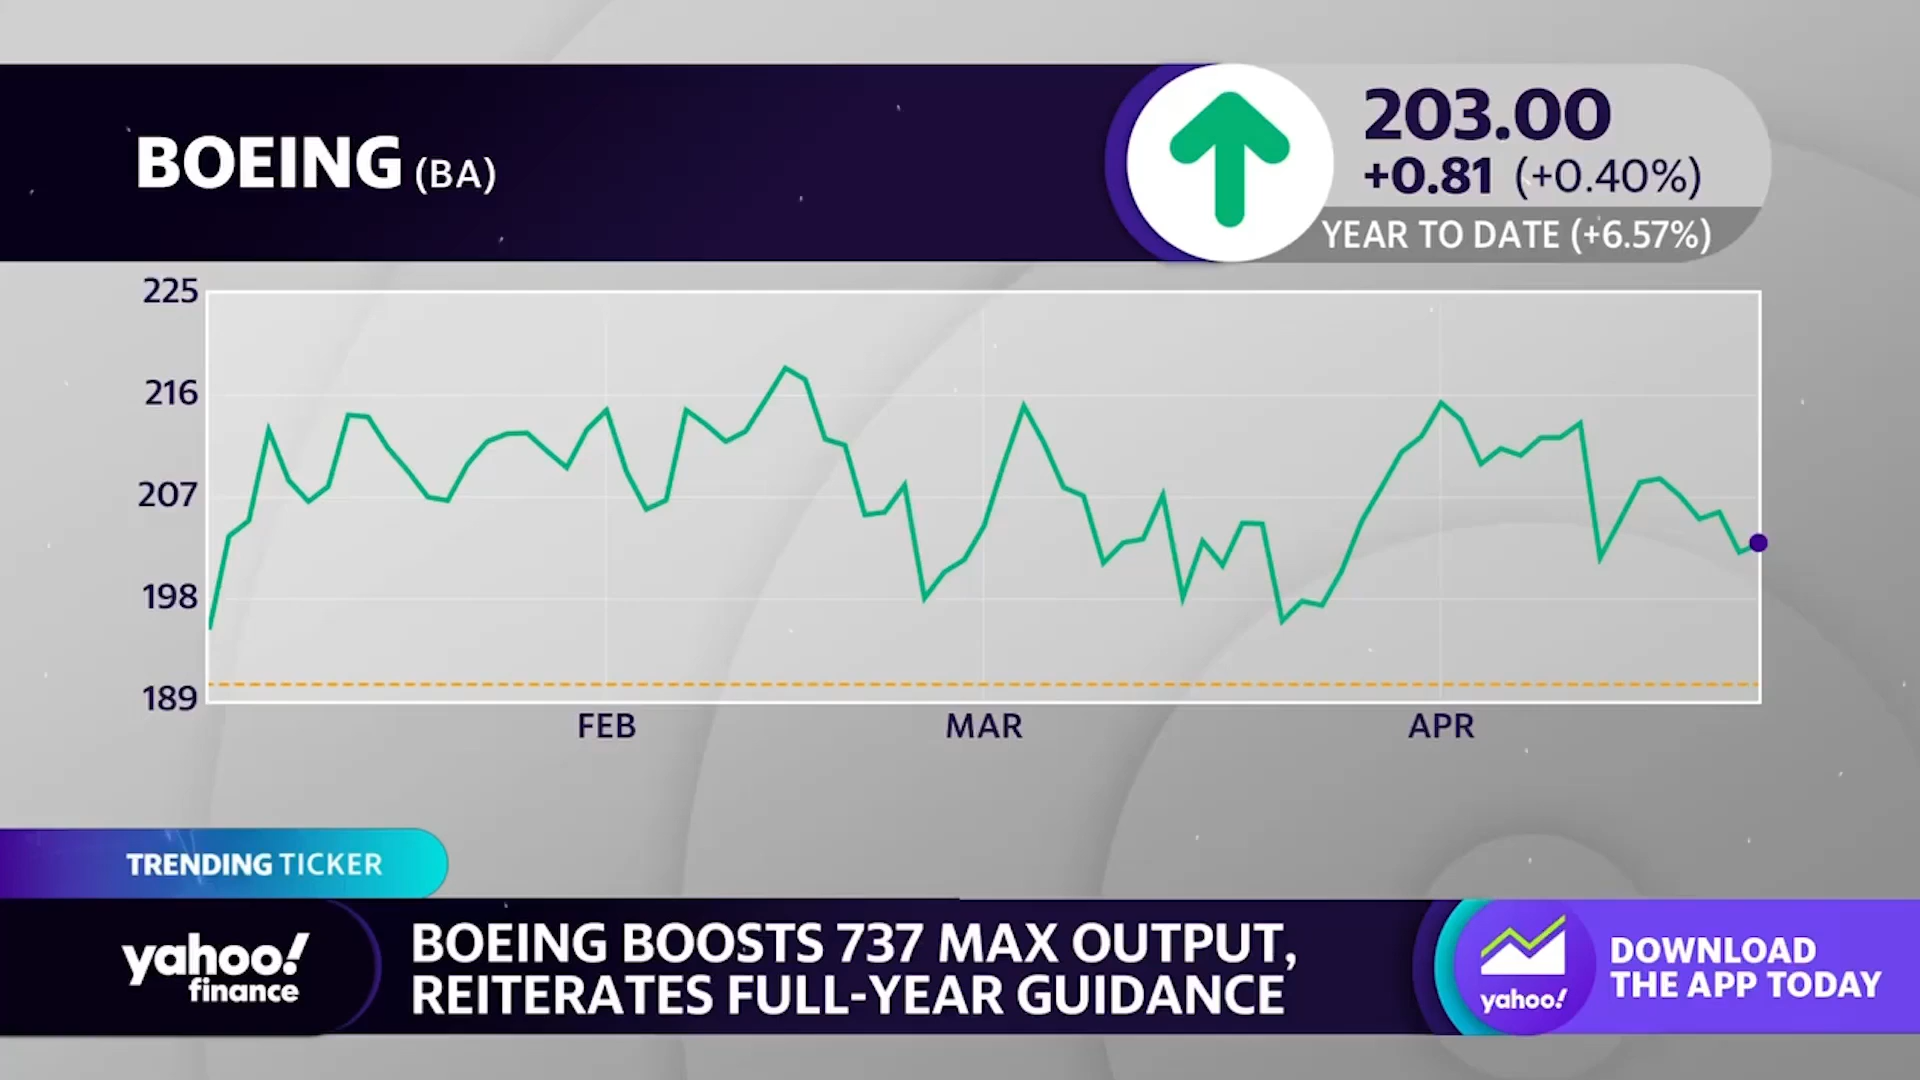 BOEING (BA)
203.00
+0.81 (+0.40%)
YEAR TO DATE (+6.57%)
225
216
207
198
189
FEB MAR APR
TRENDING TICKER
yahoo!
finance
BOEING BOOSTS 737 MAX OUTPUT,
REITERATES FULL-YEAR GUIDANCE
yahoo!
DOWNLOAD
THE APP TODAY